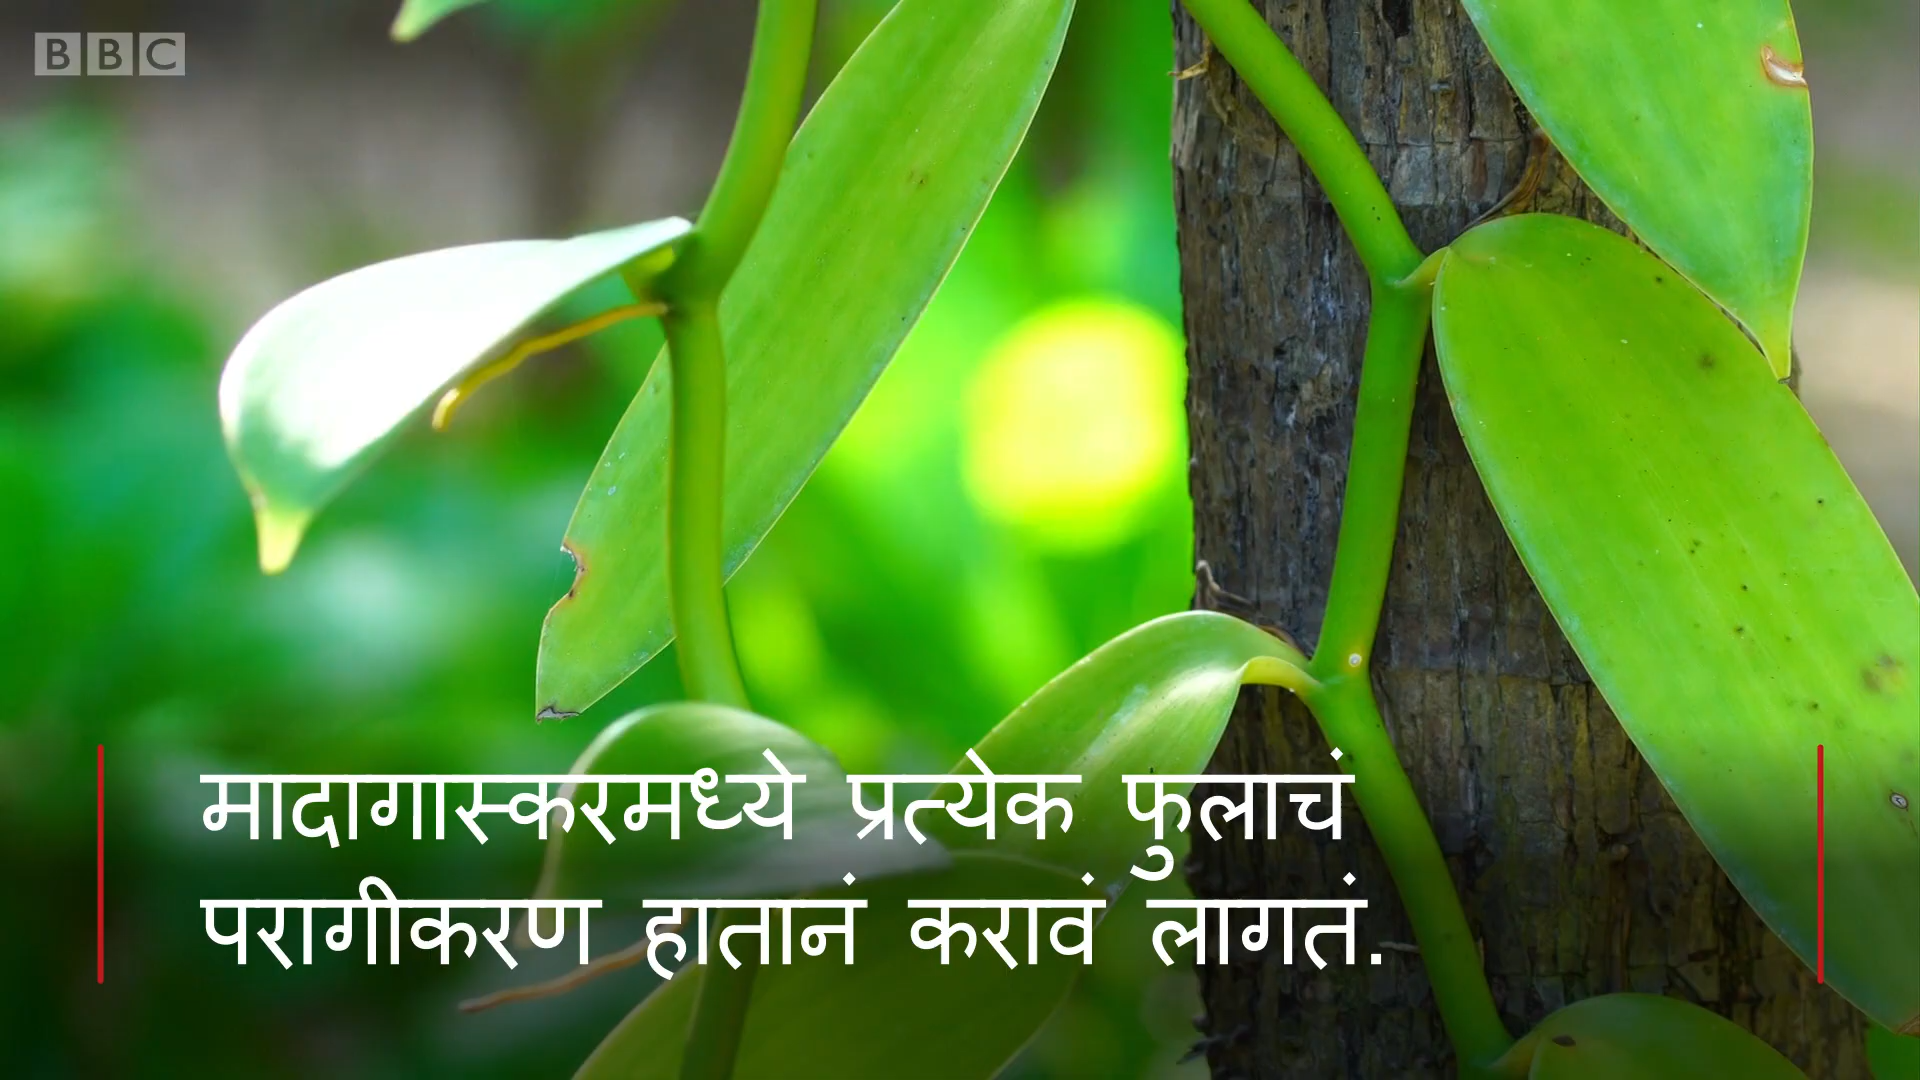 BBC
मादागास्करमध्ये प्रत्येक फुलाचं
परागीकरण हातानं करावं लागतं.